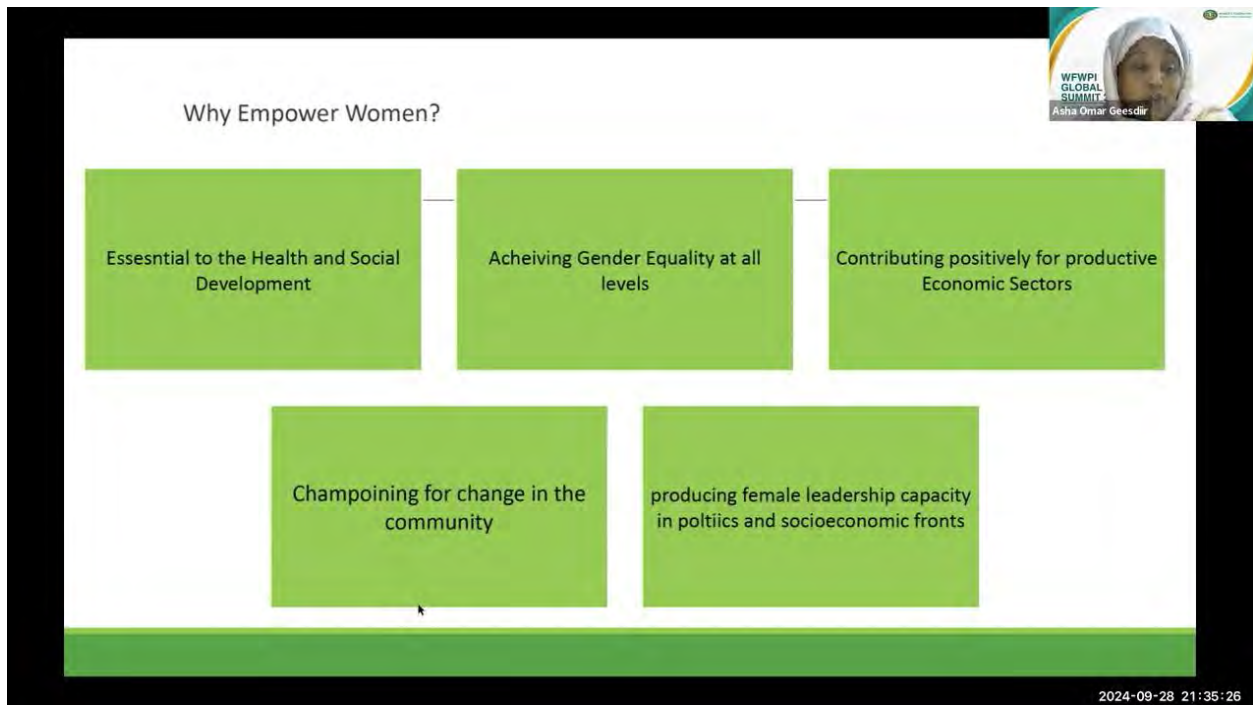 Why Empower Women?
WFWPI
GLOBAL
SUMMIT
Asha Omar Geesdiir
Essesntial to the Health and Social
Development
Acheiving Gender Equality at all
levels
Contributing positively for productive
Economic Sectors
Champoining for change in the
community
producing female leadership capacity
in poltiics and socioeconomic fronts
2024-09-28 21:35:26